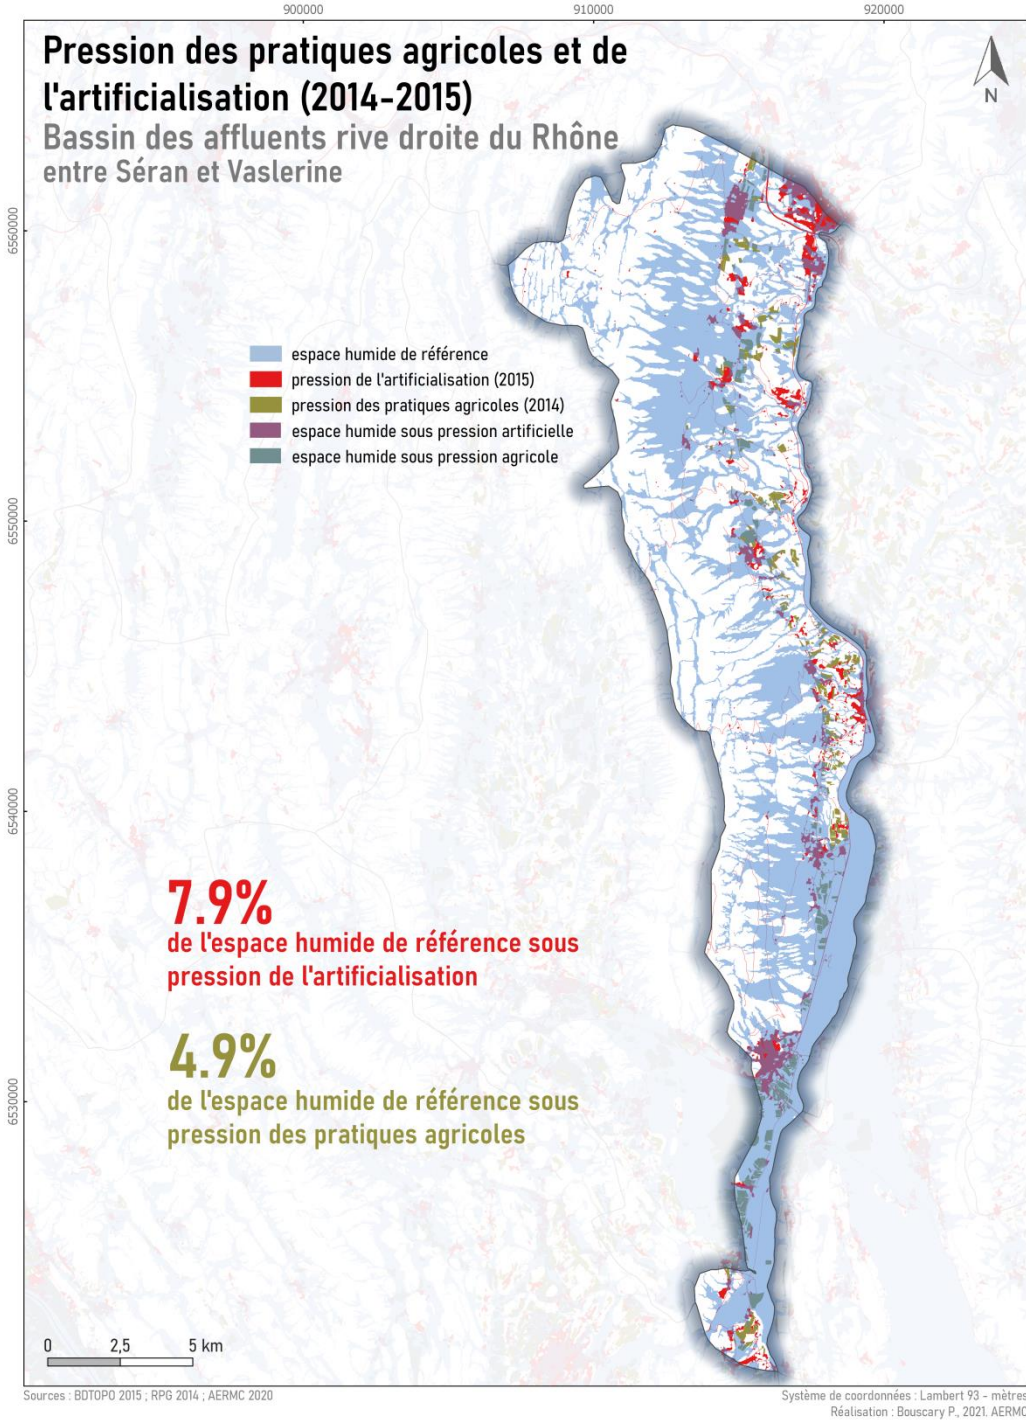 900000
910000
920000
Pression des pratiques agricoles et de
l'artificialisation (2014-2015)
Bassin des affluents rive droite du Rhône
entre Séran et Vaslerine
N
6560000
espace humide de référence
pression de l'artificialisation (2015)
pression des pratiques agricoles (2014)
espace humide sous pression artificielle
espace humide sous pression agricole
6550000
6540000
7.9%
de l'espace humide de référence sous
pression de l'artificialisation
4.9%
de l'espace humide de référence sous
pression des pratiques agricoles
6530000
0 2,5 5 km
Sources : BDTOPO 2015 ; RPG 2014 ; AERMC 2020
Système de coordonnées : Lambert 93 - mètres
Réalisation : Bouscary P., 2021. AERMC